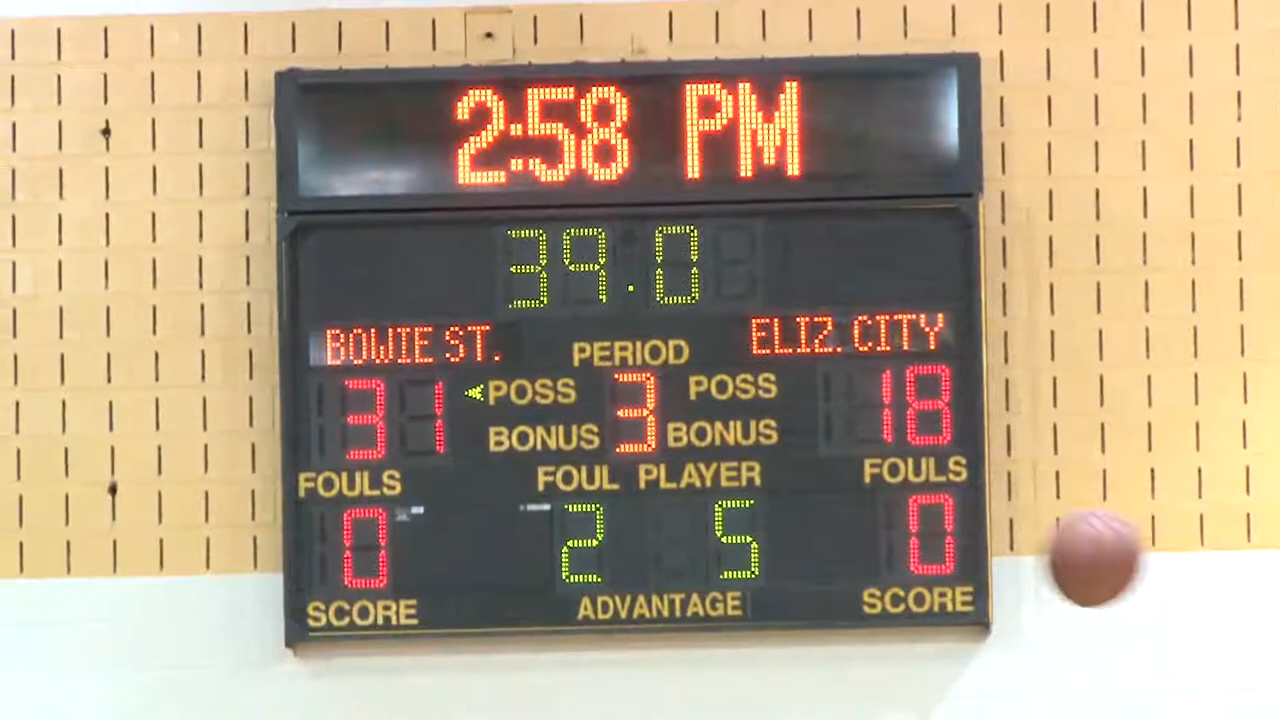 2:58 PM
39.0
BOWIE ST. PERIOD ELIZ. CITY
31 POSS 3 POSS 18
BONUS BONUS
FOULS FOUL PLAYER FOULS
0 2 5 0
SCORE ADVANTAGE SCORE